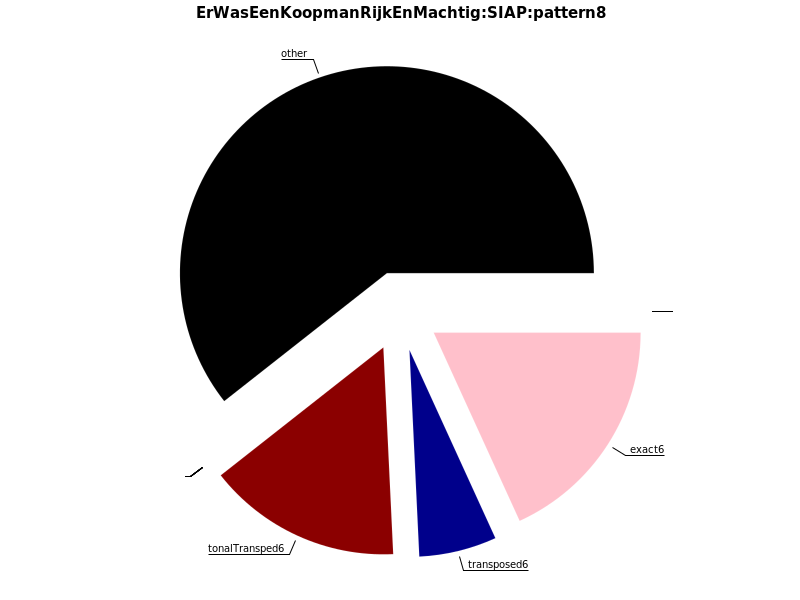 ErWasEenKoopmanRijkEnMachtig:SIAP:pattern8
other
exact6
tonalTransped6
transposed6